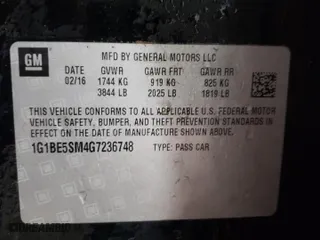 GM
MFD BY GENERAL MOTORS LLC
DATE GVWR GAWR FRT GAWR RR
02/16 1744 KG 919 KG 825 KG
3844 LB 2025 LB 1819 LB
THIS VEHICLE CONFORMS TO ALL APPLICABLE U.S. FEDERAL MOTOR
VEHICLE SAFETY, BUMPER, AND THEFT PREVENTION STANDARDS
IN EFFECT ON THE DATE OF MANUFACTURE SHOWN ABOVE.
1G1BE5SM4G7236748 TYPE: PASS CAR